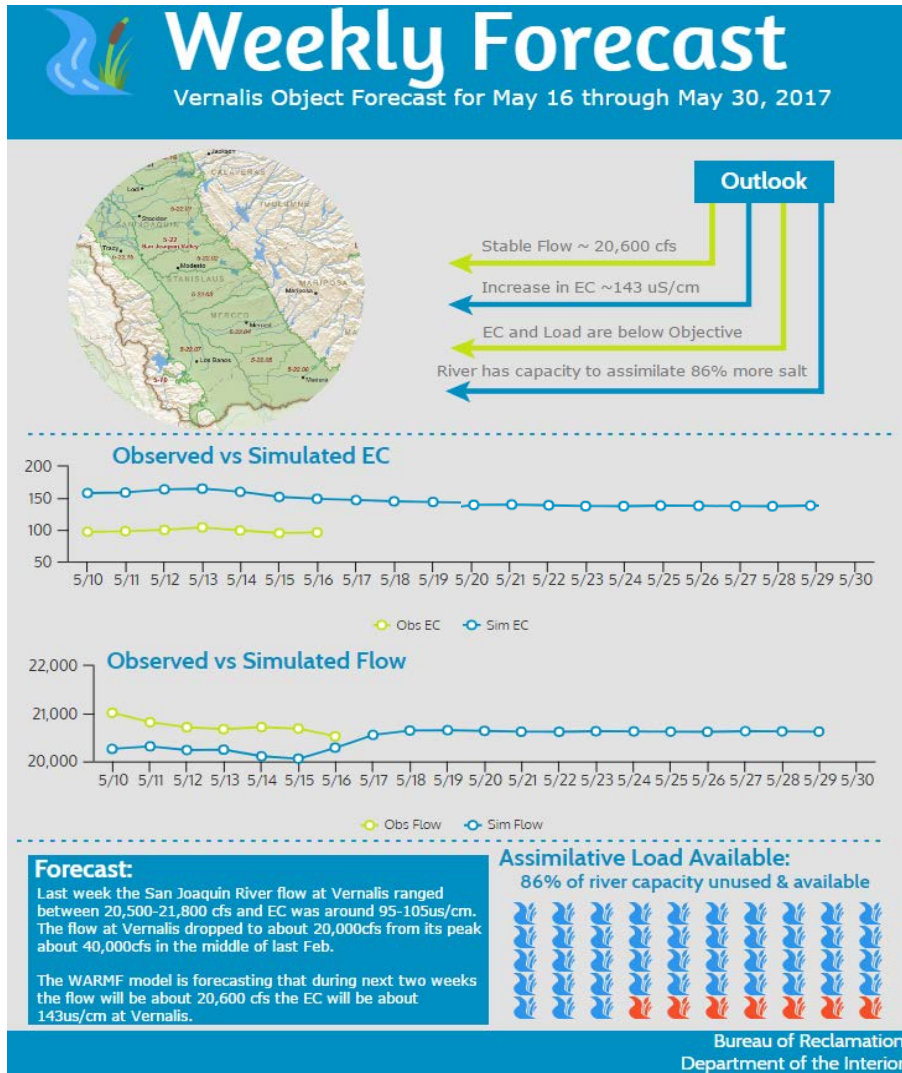 Weekly Forecast
Vernalis Object Forecast for May 16 through May 30, 2017
Jackson
CALAVERAS
Lodi
TUOLUMNE
Stockton
SAN JOAQUIN
5-22
San Joaquin Valley
Tracy
Modesto
STANISLAUS
MARIPOSA
Mariposa
MERCED
Merced
5-22.07
Los Banos
Madera
Outlook
Stable Flow ~ 20,600 cfs
Increase in EC ~143 uS/cm
EC and Load are below Objective
River has capacity to assimilate 86% more salt
Observed vs Simulated EC
200
150
100
50
5/10 5/11 5/12 5/13 5/14 5/15 5/16 5/17 5/18 5/19 5/20 5/21 5/22 5/23 5/24 5/25 5/26 5/27 5/28 5/29 5/30
Obs EC Sim EC
Observed vs Simulated Flow
22,000
21,000
20,000
5/10 5/11 5/12 5/13 5/14 5/15 5/16 5/17 5/18 5/19 5/20 5/21 5/22 5/23 5/24 5/25 5/26 5/27 5/28 5/29 5/30
Obs Flow Sim Flow
Forecast:
Last week the San Joaquin River flow at Vernalis ranged
between 20,500-21,800 cfs and EC was around 95-105us/cm.
The flow at Vernalis dropped to about 20,000cfs from its peak
about 40,000cfs in the middle of last Feb.
The WARMF model is forecasting that during next two weeks
the flow will be about 20,600 cfs the EC will be about
143us/cm at Vernalis.
Assimilative Load Available:
86% of river capacity unused & available
Bureau of Reclamation
Department of the Interior